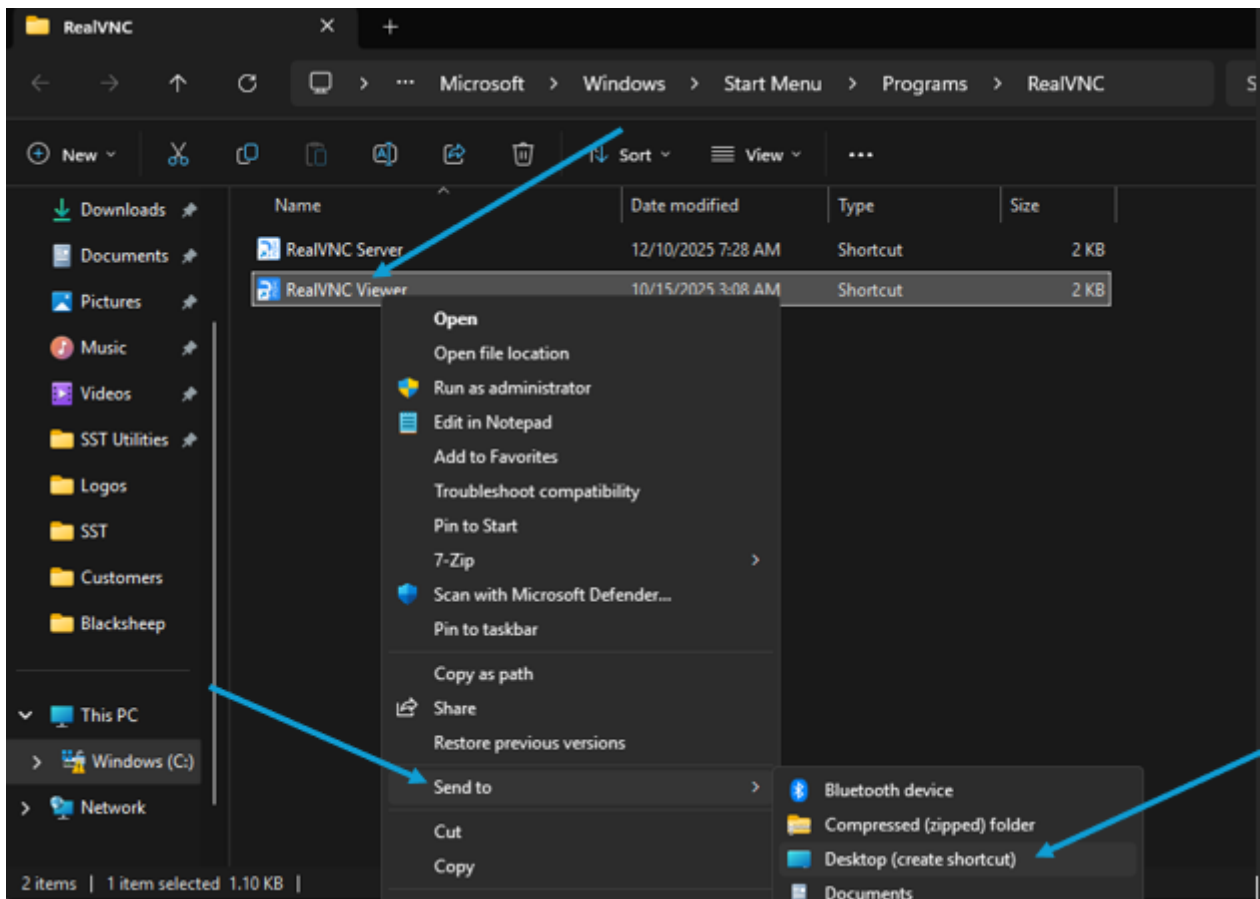 RealVNC
Microsoft > Windows > Start Menu > Programs > RealVNC S
New
Sort
View
Name Date modified Type Size
RealVNC Server 12/10/2025 7:28 AM Shortcut 2 KB
RealVNC Viewer 10/15/2025 3:08 AM Shortcut 2 KB
Downloads
Documents
Pictures
Music
Videos
SST Utilities
Logos
SST
Customers
Blacksheep
This PC
Windows (C:)
Network
Open
Open file location
Run as administrator
Edit in Notepad
Add to Favorites
Troubleshoot compatibility
Pin to Start
7-Zip
Scan with Microsoft Defender...
Pin to taskbar
Copy as path
Share
Restore previous versions
Send to
Cut
Copy
Bluetooth device
Compressed (zipped) folder
Desktop (create shortcut)
Documents
2 items | 1 item selected 1.10 KB |